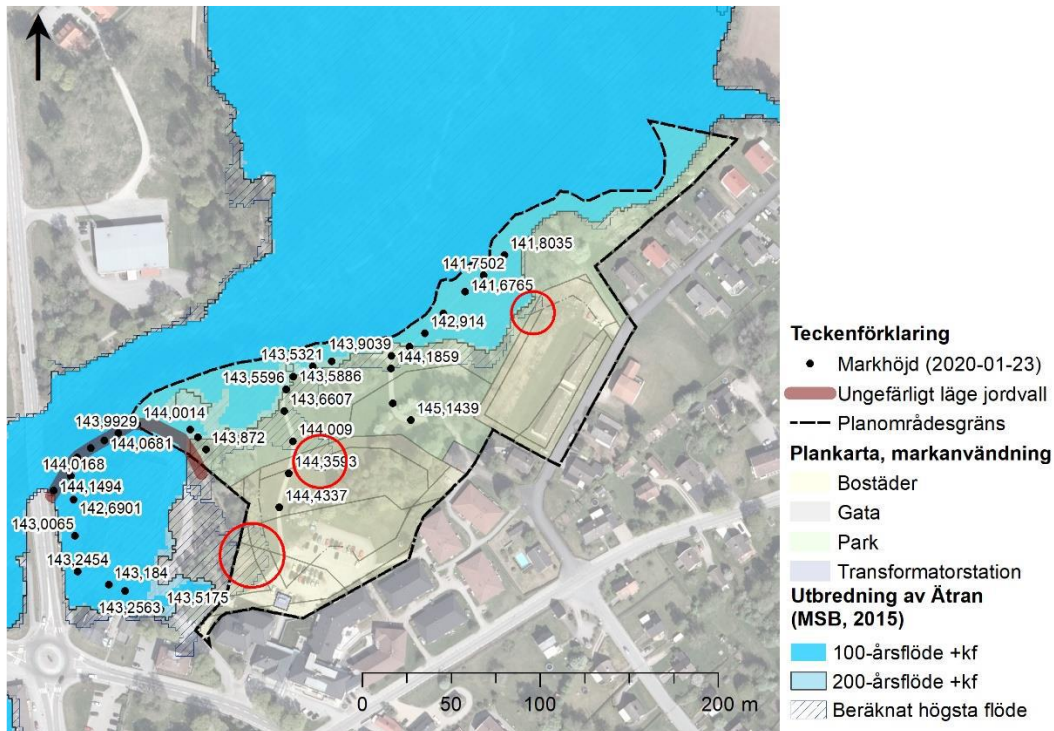 141,8035
141,7502
141,6765
142,914
143,9039
143,5321
144,1859
143,5596
143,5886
143,6607
145,1439
144,0014
143,9929
143,872
144,009
144,0681
144,3593
144,0168
144,1494
144,4337
142,6901
143,0065
143,2454
143,184
143,5175
143,2563
0 50 100 200 m
Teckenförklaring
Markhöjd (2020-01-23)
Ungefärligt läge jordvall
Planområdesgräns
Plankarta, markanvändning
Bostäder
Gata
Park
Transformatorstation
Utbredning av Ätran
(MSB, 2015)
100-årsflöde +kf
200-årsflöde +kf
Beräknat högsta flöde